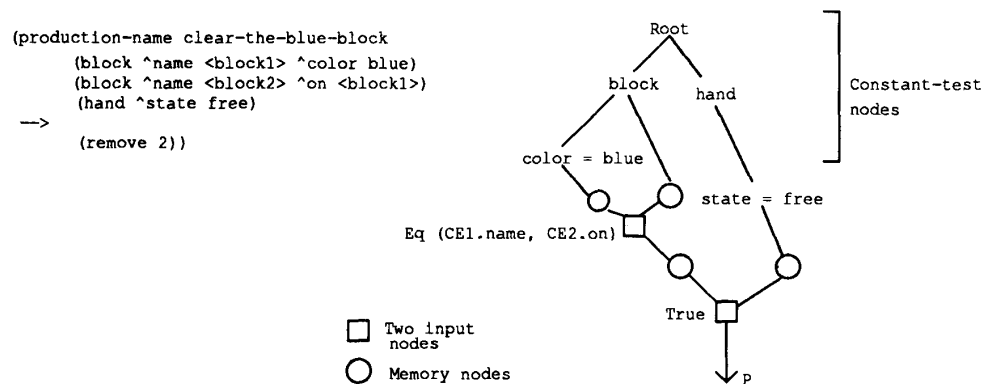 (production-name clear-the-blue-block
(block ^name <block1> ^color blue)
(block ^name <block2> ^on <block1>)
(hand ^state free)
-->
(remove 2))
Root
block
hand
Constant-test
nodes
color = blue
state = free
Eq (CE1.name, CE2.on)
True
Two input
nodes
Memory nodes
P